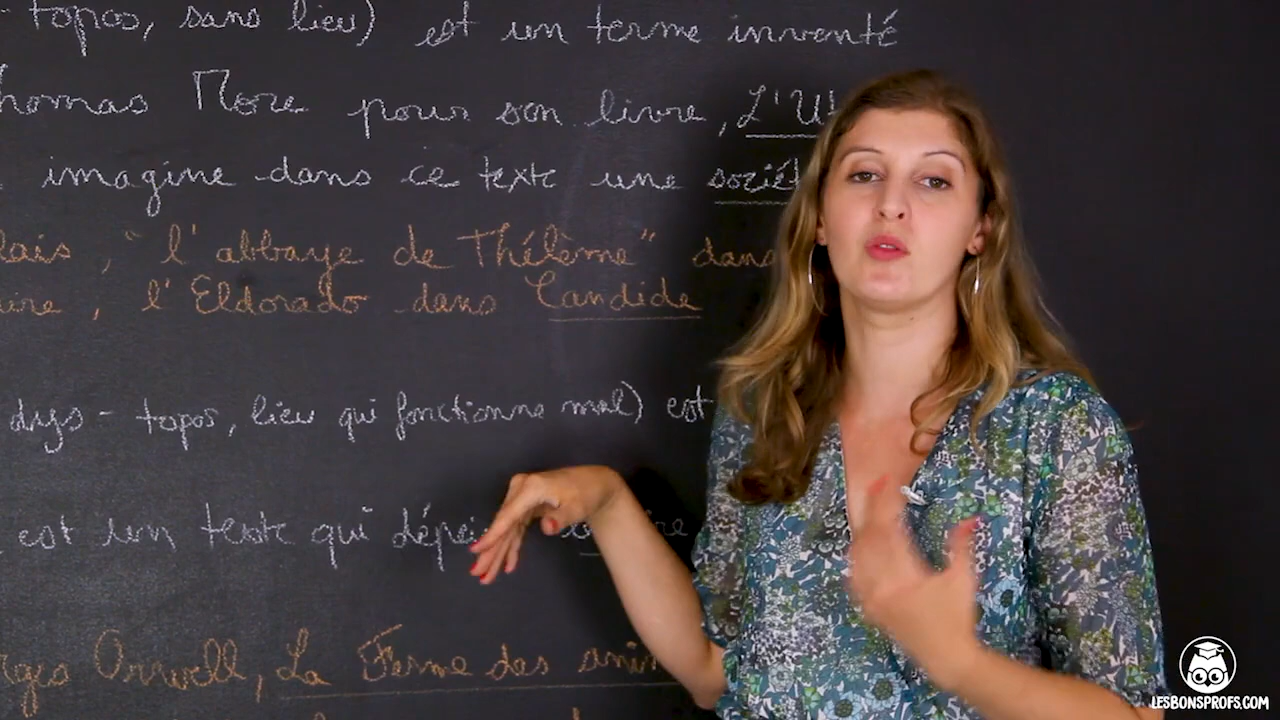 topos, sans lieu) est un terme inventé
homas More pour son livre, L'U
imagine dans ce texte une sociét
lais, "l'abbaye de Thélème" dans
aire, l'Eldorado dans Candide
dys-topos, lieu qui fonctionne mal) est
est un texte qui dépei
rges Orwell, La Ferme des anim
LESBONSPROFS.COM